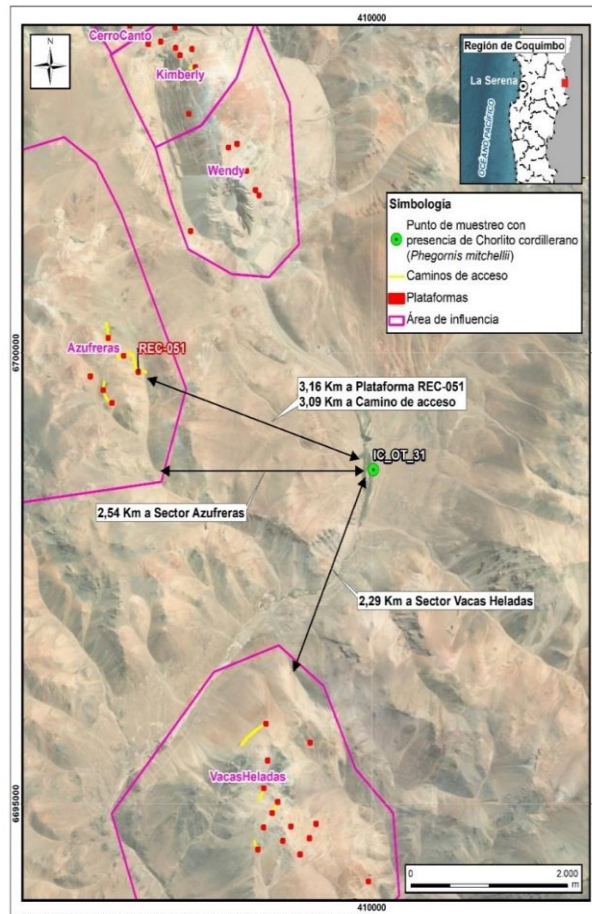 410000
N
CerroCanto
Kimberly
Wendy
Región de Coquimbo
La Serena
OCÉANO PACÍFICO
Simbología
Punto de muestreo con
presencia de Chorlito cordillerano
(Phegornis mitchellii)
Caminos de acceso
Plataformas
Área de influencia
6700000
Azufreras
REC-051
3,16 Km a Plataforma REC-051
3,09 Km a Camino de acceso
IC_OT_31
2,54 Km a Sector Azufreras
2,29 Km a Sector Vacas Heladas
VacasHeladas
6695000
0
2.000
m
410000